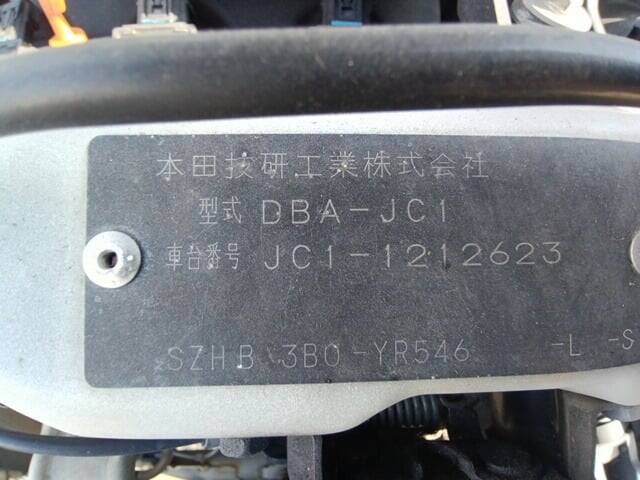 本田技研工業株式会社
型式 DBA-JC1
車台番号 JC1-1212623
SZHB 3B0-YR546 -L -S